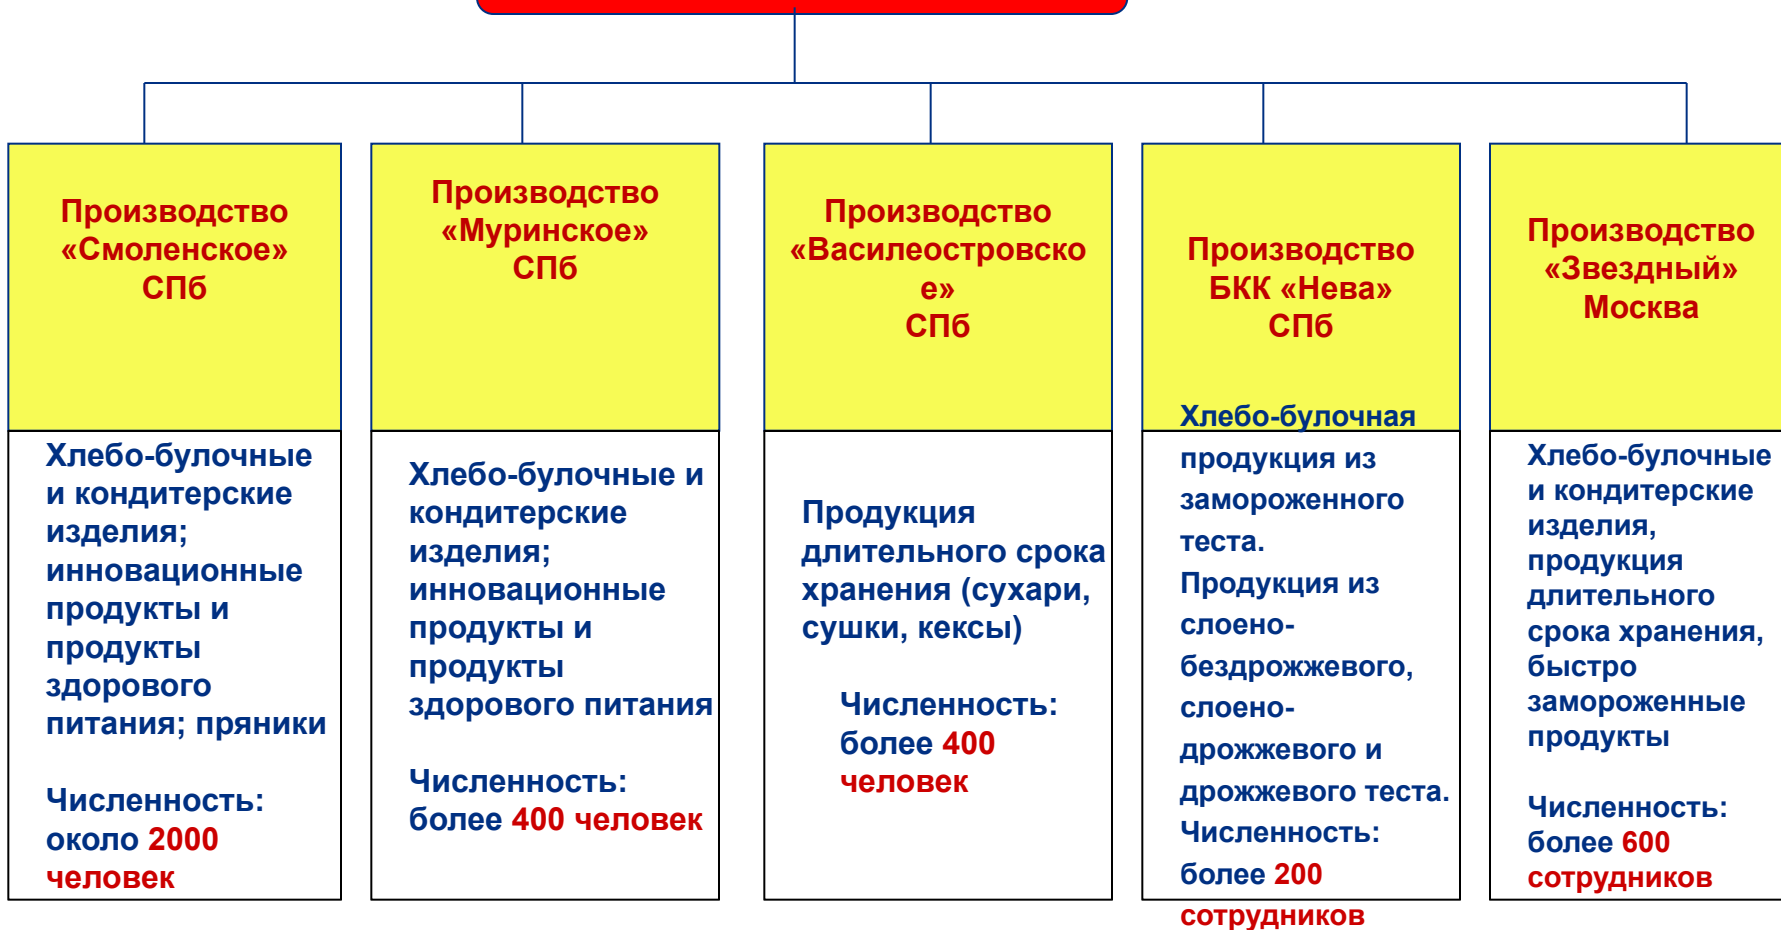 Производство
«Смоленское»
СПб
Хлебо-булочные
и кондитерские
изделия;
инновационные
продукты и
продукты
здорового
питания; пряники
Численность:
около 2000
человек
Производство
«Муринское»
СПб
Хлебо-булочные и
кондитерские
изделия;
инновационные
продукты и
продукты
здорового питания
Численность:
более 400 человек
Производство
«Василеостровско
е»
СПб
Продукция
длительного срока
хранения (сухари,
сушки, кексы)
Численность:
более 400
человек
Производство
БКК «Нева»
СПб
Хлебо-булочная
продукция из
замороженного
теста.
Продукция из
слоено-
бездрожжевого,
слоено-
дрожжевого и
дрожжевого теста.
Численность:
более 200
сотрудников
Производство
«Звездный»
Москва
Хлебо-булочные
и кондитерские
изделия,
продукция
длительного
срока хранения,
быстро
замороженные
продукты
Численность:
более 600
сотрудников